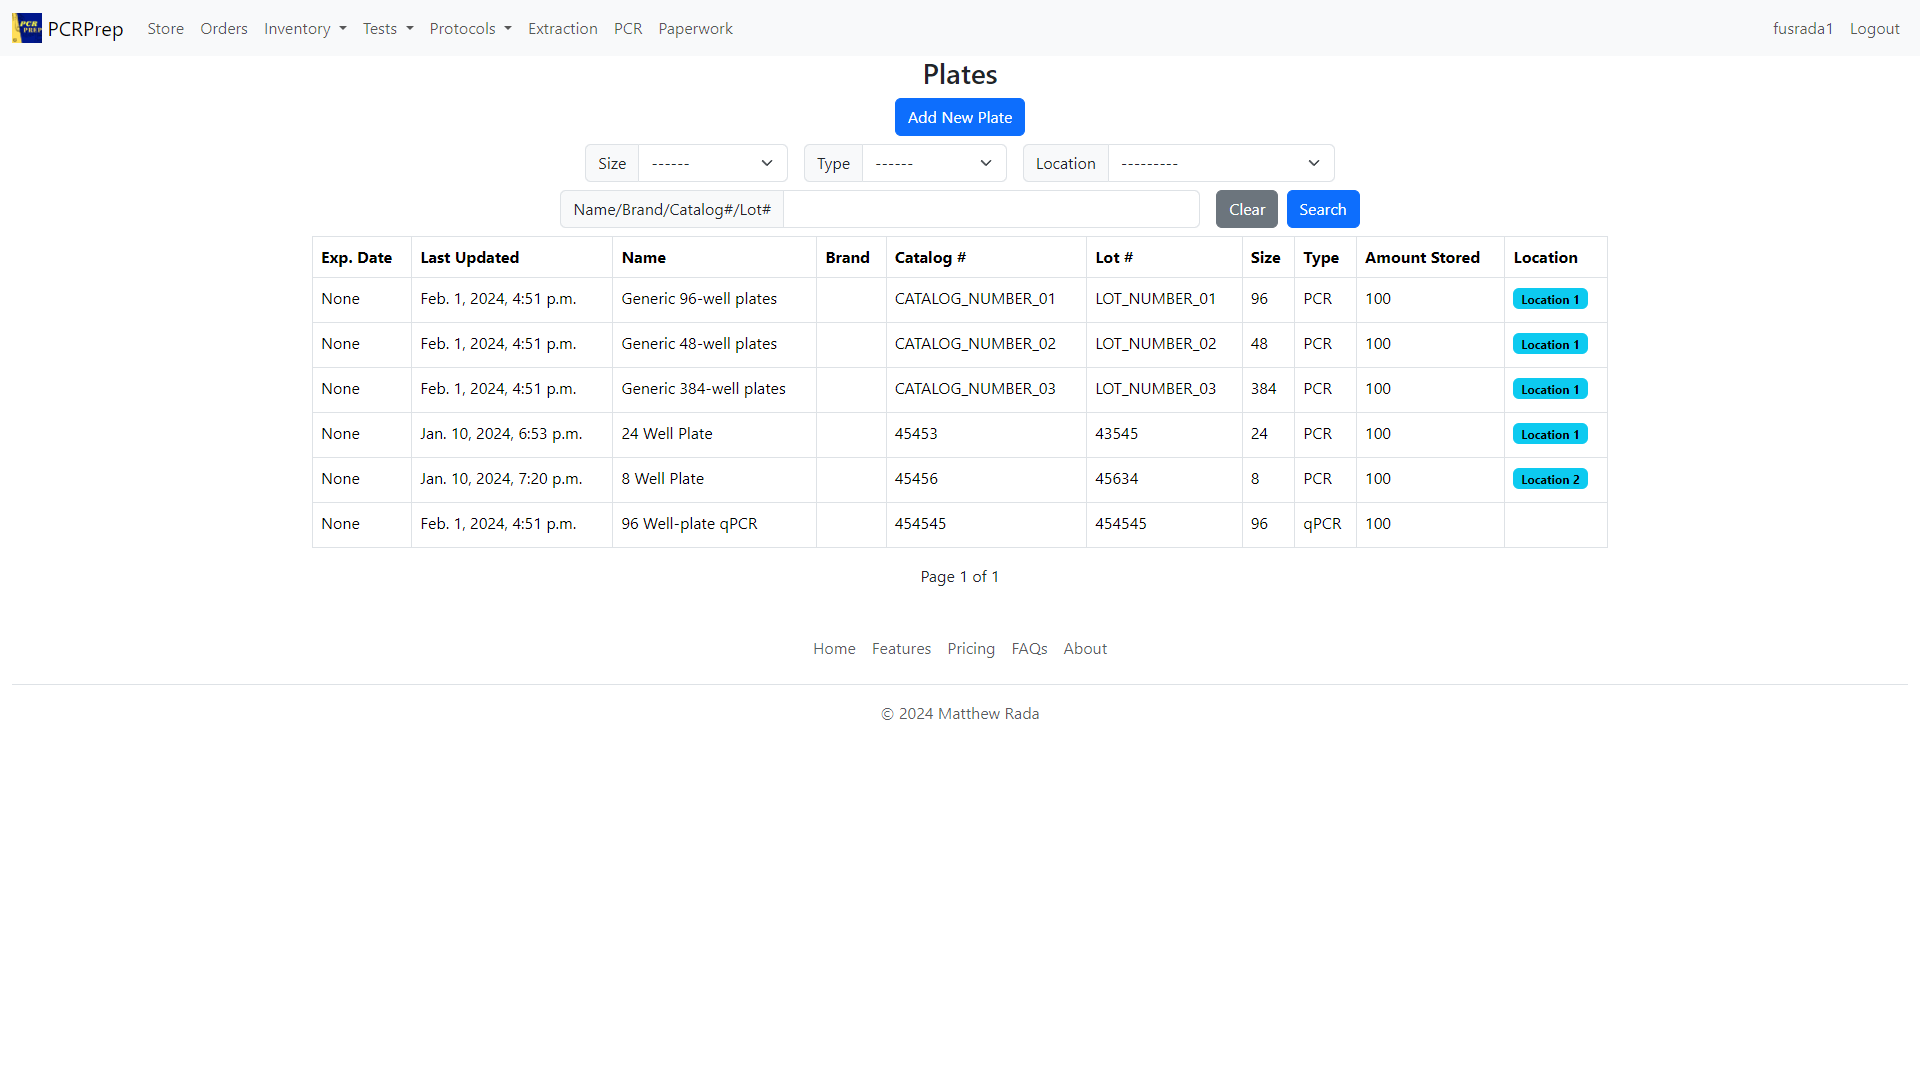 PCR PREP PCRPrep Store Orders Inventory Tests Protocols Extraction PCR Paperwork fusrada1 Logout
Plates
Add New Plate
Size ------ Type ------ Location ---------
Name/Brand/Catalog#/Lot# Clear Search
Exp. Date Last Updated Name Brand Catalog # Lot # Size Type Amount Stored Location
None Feb. 1, 2024, 4:51 p.m. Generic 96-well plates CATALOG_NUMBER_01 LOT_NUMBER_01 96 PCR 100 Location 1
None Feb. 1, 2024, 4:51 p.m. Generic 48-well plates CATALOG_NUMBER_02 LOT_NUMBER_02 48 PCR 100 Location 1
None Feb. 1, 2024, 4:51 p.m. Generic 384-well plates CATALOG_NUMBER_03 LOT_NUMBER_03 384 PCR 100 Location 1
None Jan. 10, 2024, 6:53 p.m. 24 Well Plate 45453 43545 24 PCR 100 Location 1
None Jan. 10, 2024, 7:20 p.m. 8 Well Plate 45456 45634 8 PCR 100 Location 2
None Feb. 1, 2024, 4:51 p.m. 96 Well-plate qPCR 454545 454545 96 qPCR 100
Page 1 of 1
Home Features Pricing FAQs About
© 2024 Matthew Rada